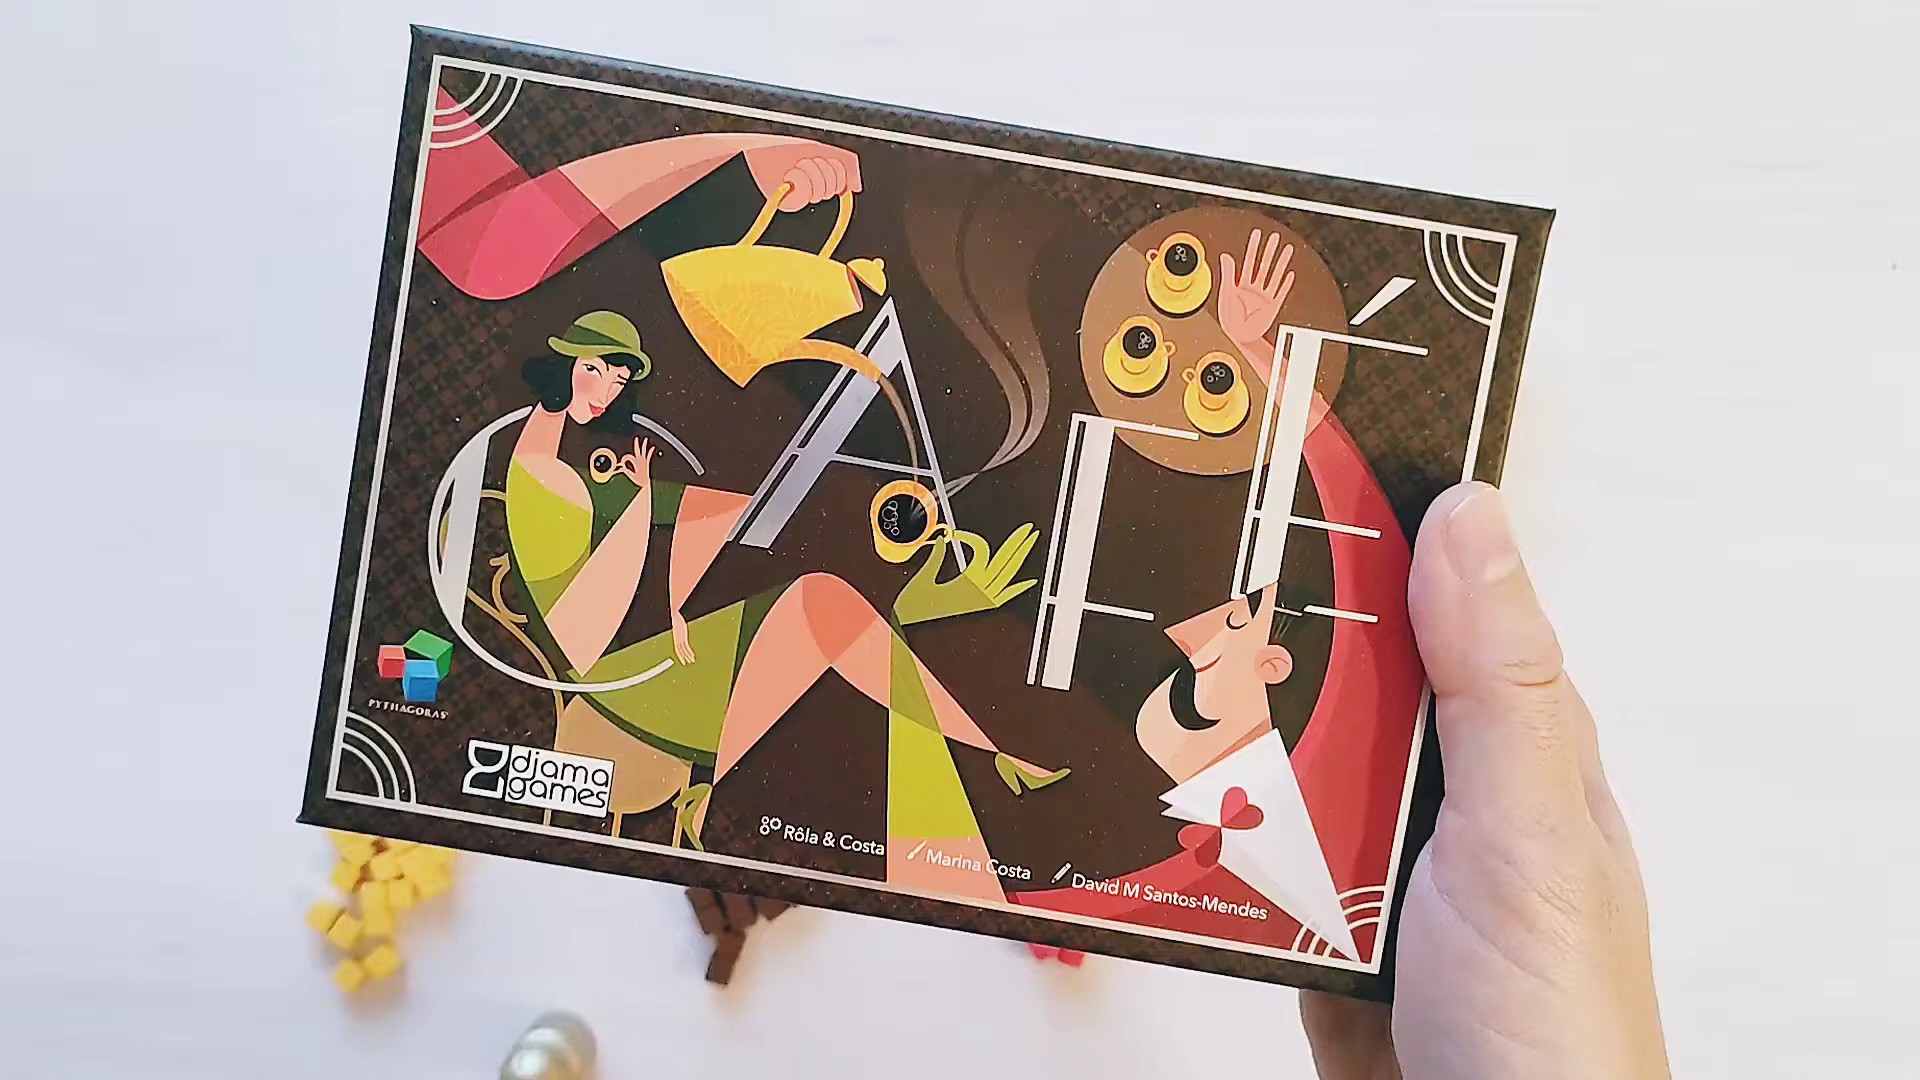 CAFÉ
PYTHAGORAS
djama
games
Rôla & Costa
Marina Costa
David M Santos-Mendes